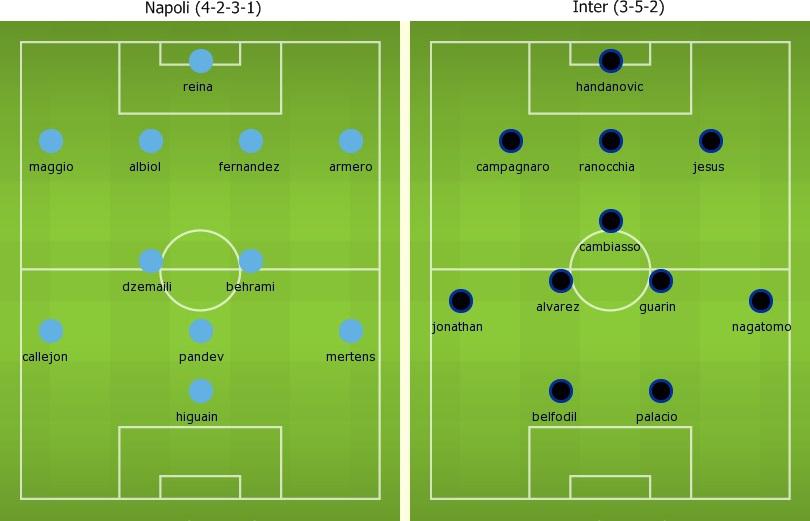 Napoli (4-2-3-1)
reina
maggio albiol fernandez armero
dzemaili behrami
callejon pandev mertens
higuain
Inter (3-5-2)
handanovic
campagnaro ranocchia jesus
cambiasso
alvarez guarin
jonathan nagatomo
belfodil palacio